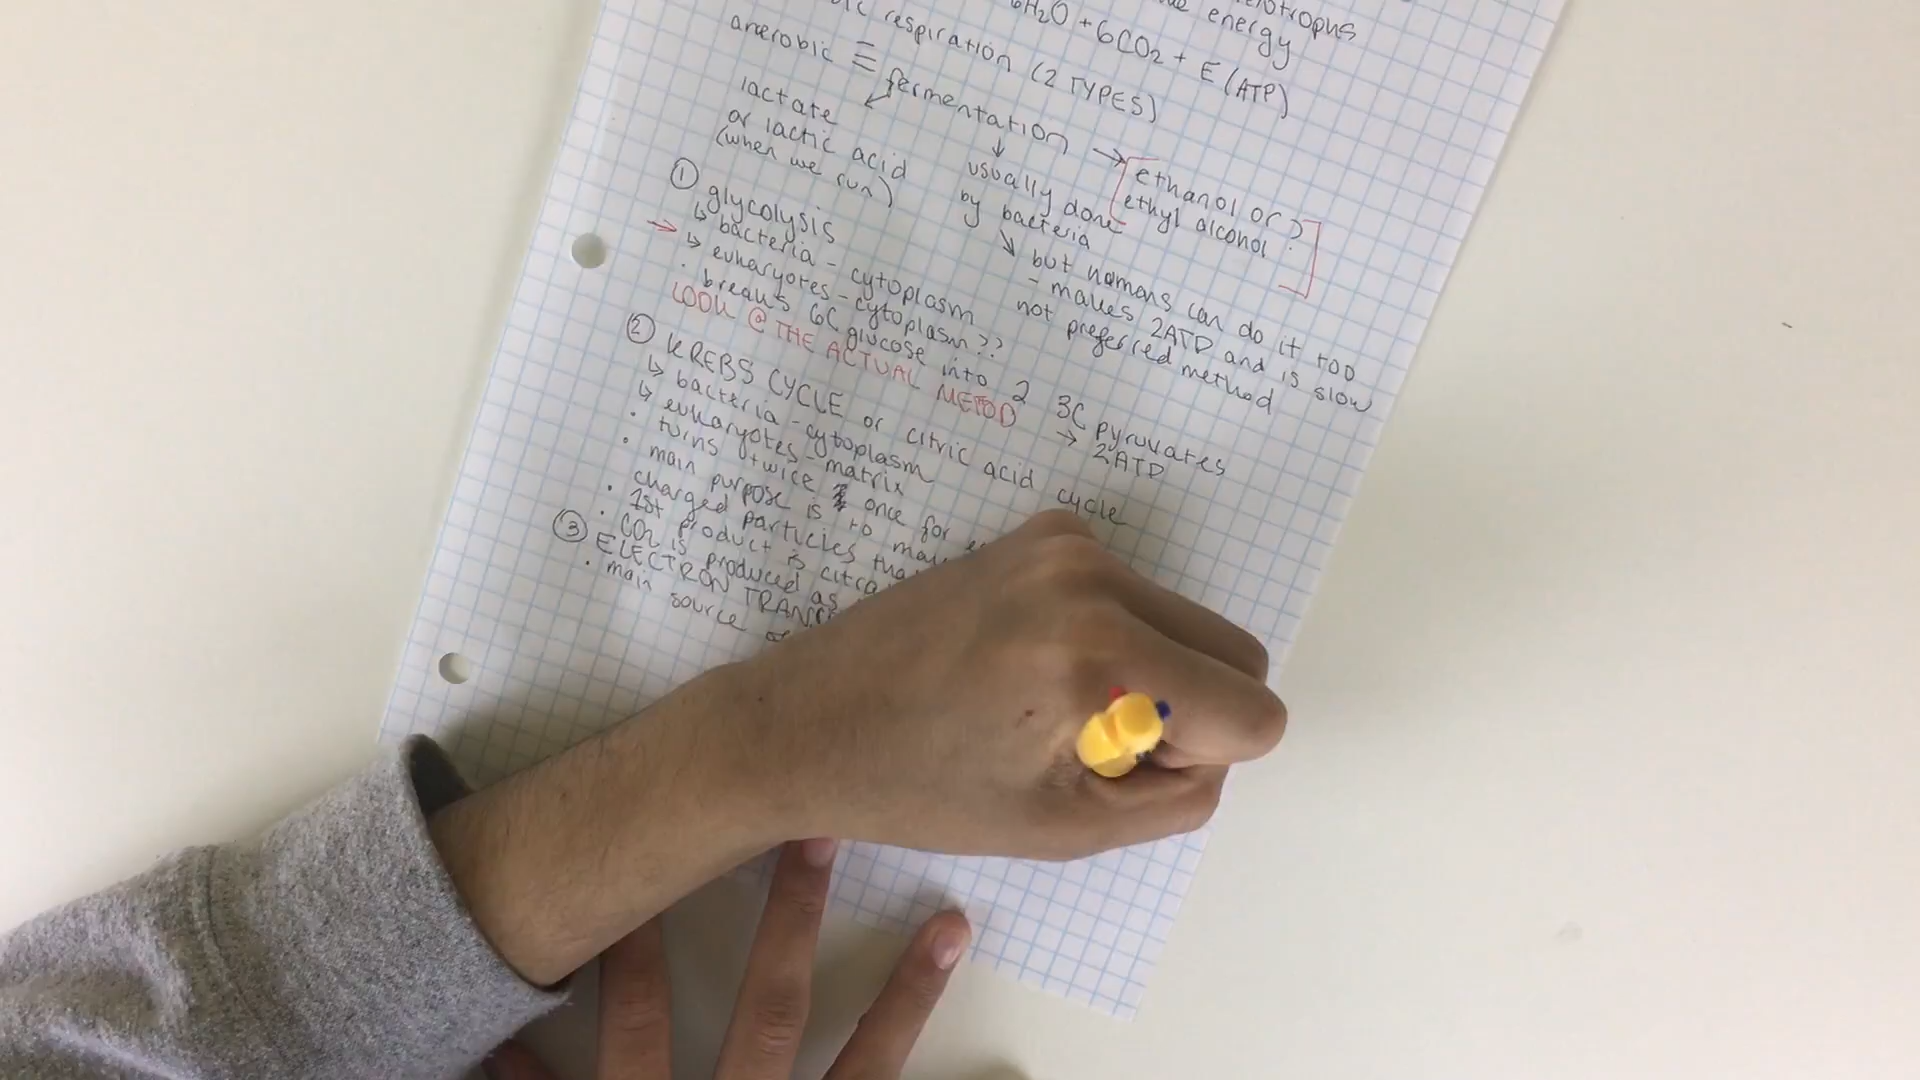 energy
6H2O + 6CO2 + E (ATP)
respiration (2 TYPES)
anerobic ≡ fermentation → ethanol or ?
ethyl alcohol
lactate
or lactic acid
(when we run)
usually done
by bacteria
but humans can do it too
- makes 2ATP and is slow
not preferred method
① glycolysis
↳ bacteria - cytoplasm
→ ↳ eukaryotes - cytoplasm??
· breaks 6C glucose into 2 3C pyruvates
→ 2ATP
LOOK @ THE ACTUAL METOD
② KREBS CYCLE or citric acid cycle
↳ bacteria - cytoplasm
↳ eukaryotes - matrix
· turns twice once for
· main purpose is to
charged particles
· 1st product is
· CO2 is produced as
③ ELECTRON
· main source